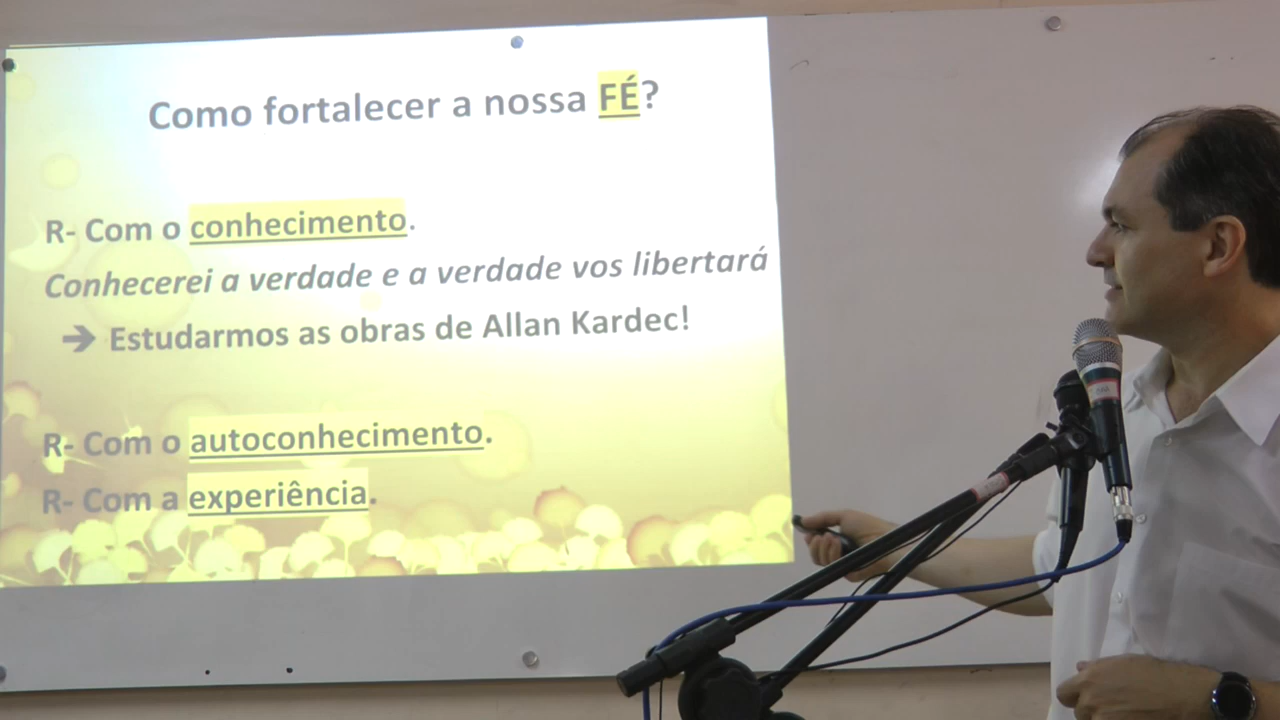 Como fortalecer a nossa FÉ?
R- Com o conhecimento.
Conhecerei a verdade e a verdade vos libertará
➔ Estudarmos as obras de Allan Kardec!
R- Com o autoconhecimento.
R- Com a experiência.